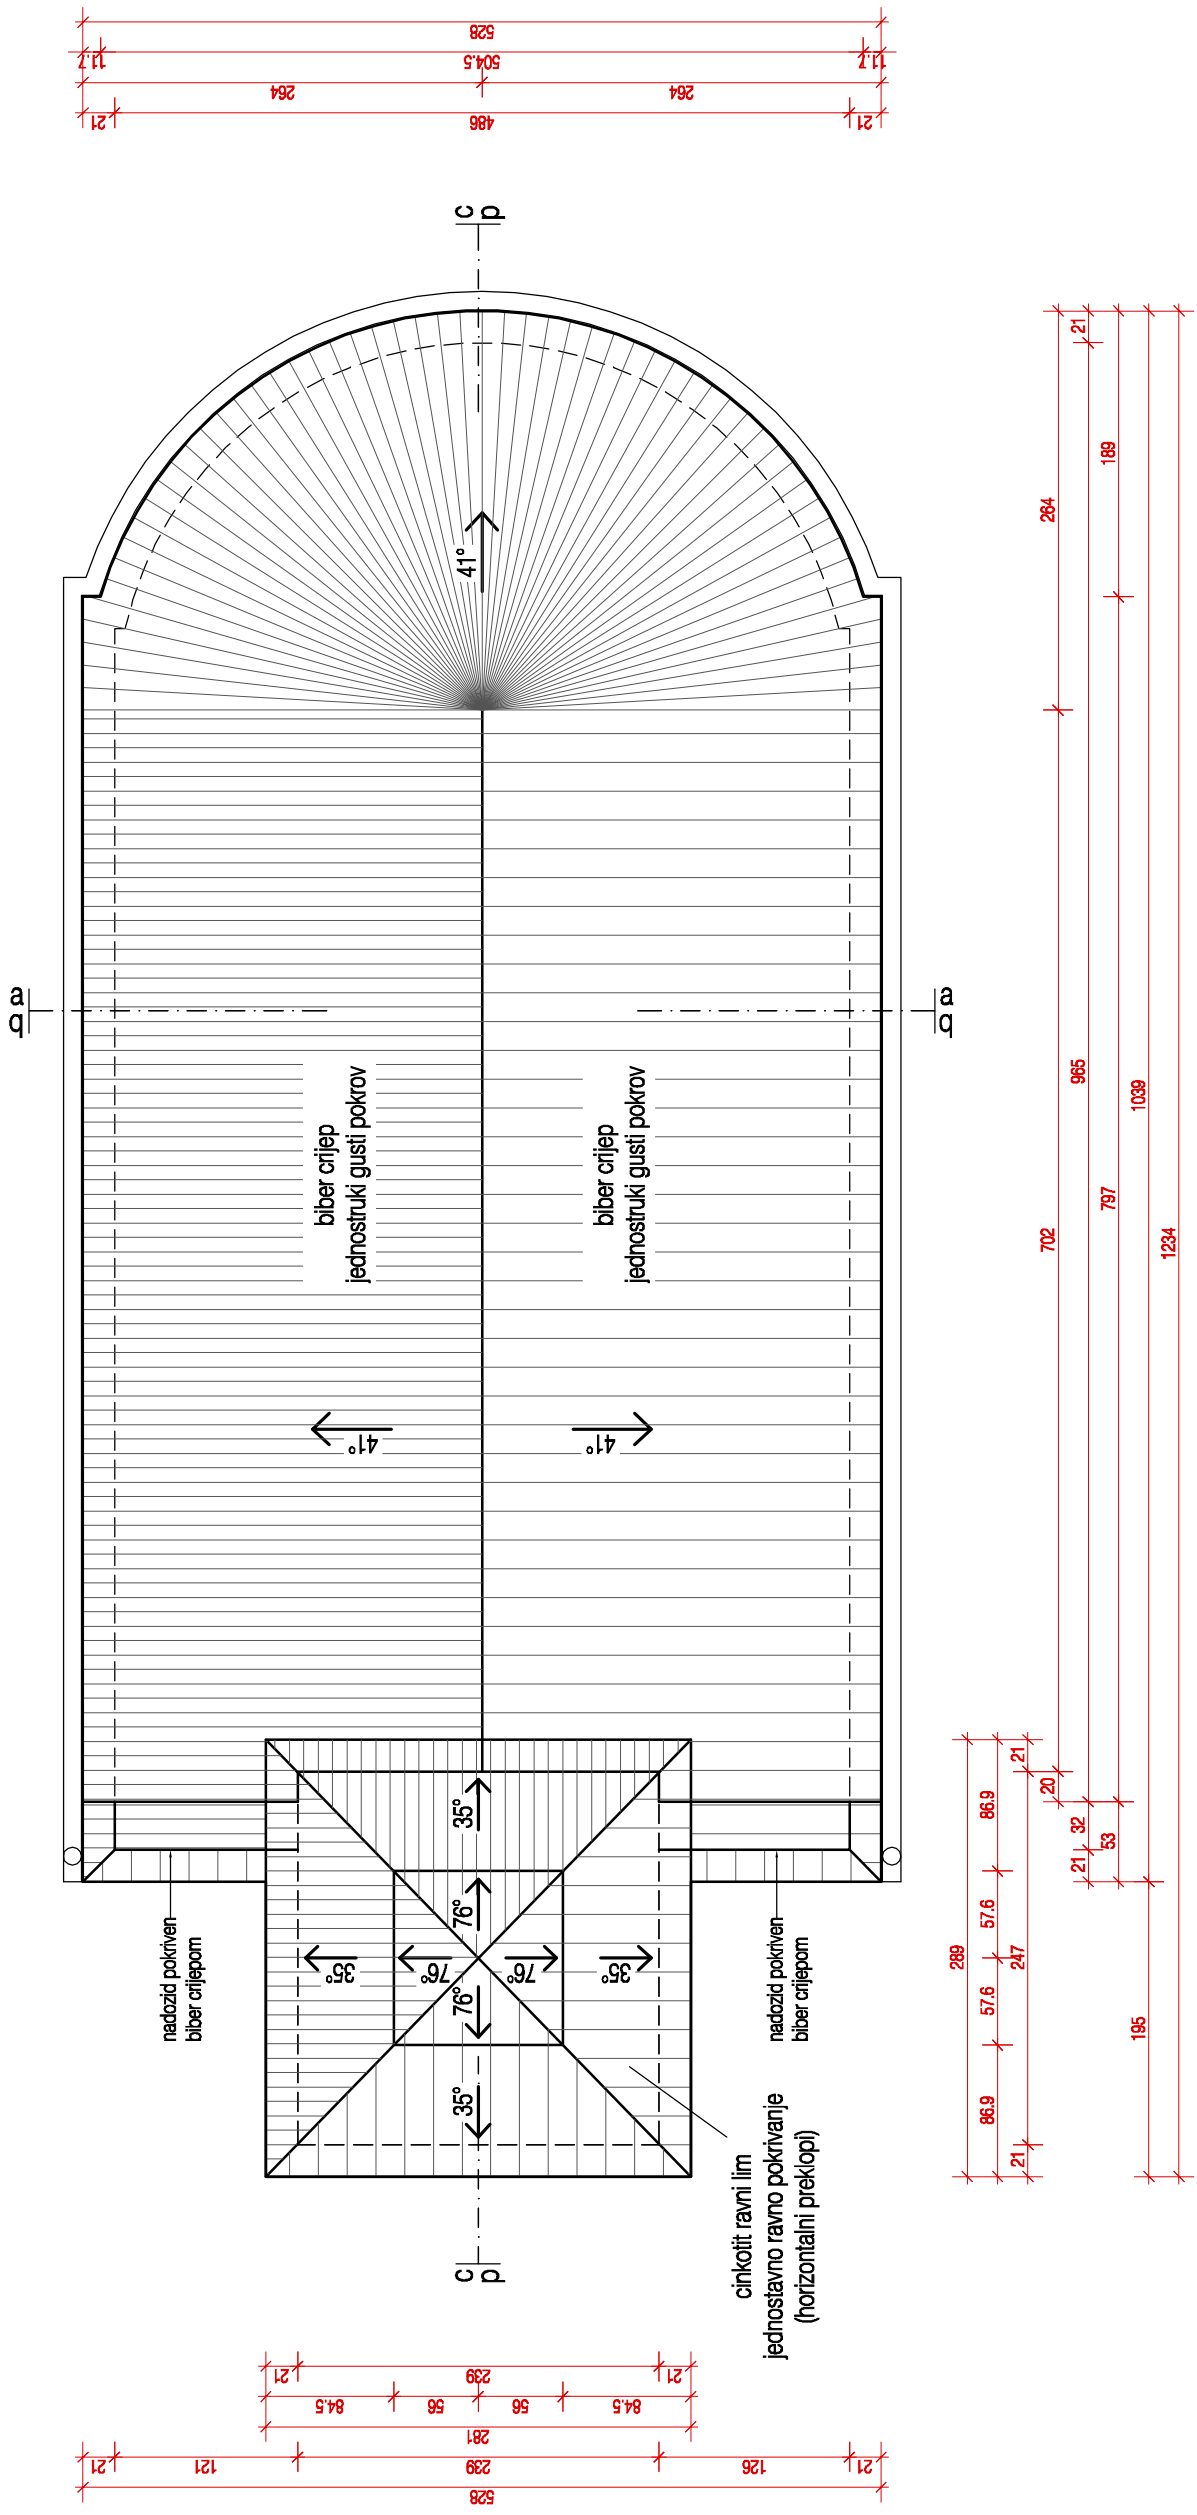 528
11.7
504.5
11.7
264
264
21
486
21
c
p
41°
a
q
a
q
biber crijep
jednostruki gusti pokrov
biber crijep
jednostruki gusti pokrov
41°
41°
35°
76°
35°
76°
76°
35°
76°
35°
nadozid pokriven
biber crijepom
nadozid pokriven
biber crijepom
cinkotit ravni lim
jednostavno ravno pokrivanje
(horizontalni preklopi)
c
p
264
702
20
21
965
32
21
189
797
53
1039
195
1234
289
86.9
57.6
57.6
86.9
21
247
21
21
239
21
84.5
56
56
84.5
281
21
121
239
126
21
528